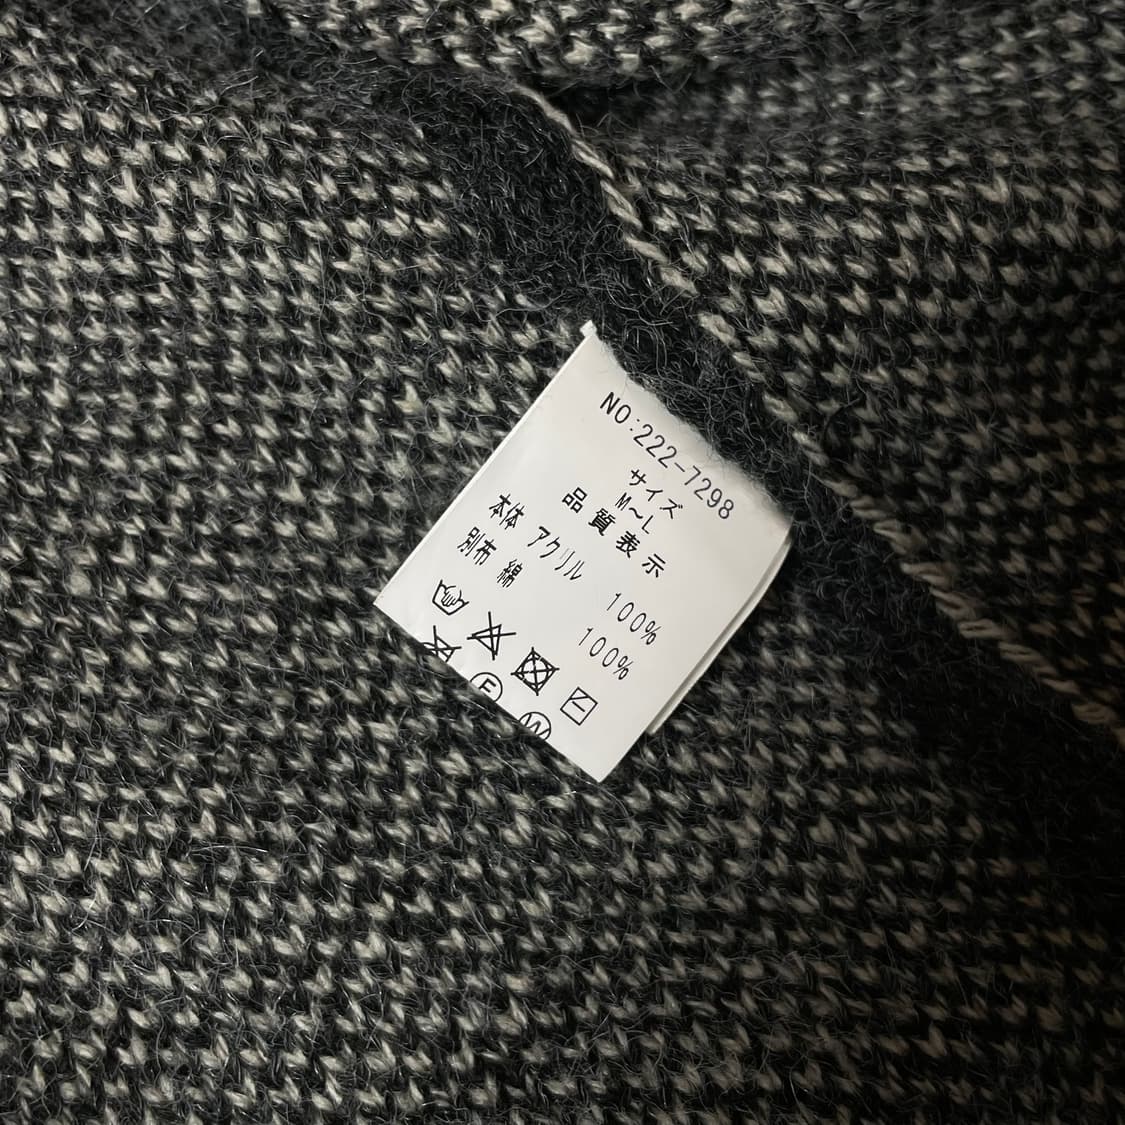 NO:222-7298
サイズ
M～L
品質表示
本体 アクリル 100%
別布 綿 100%
F
W